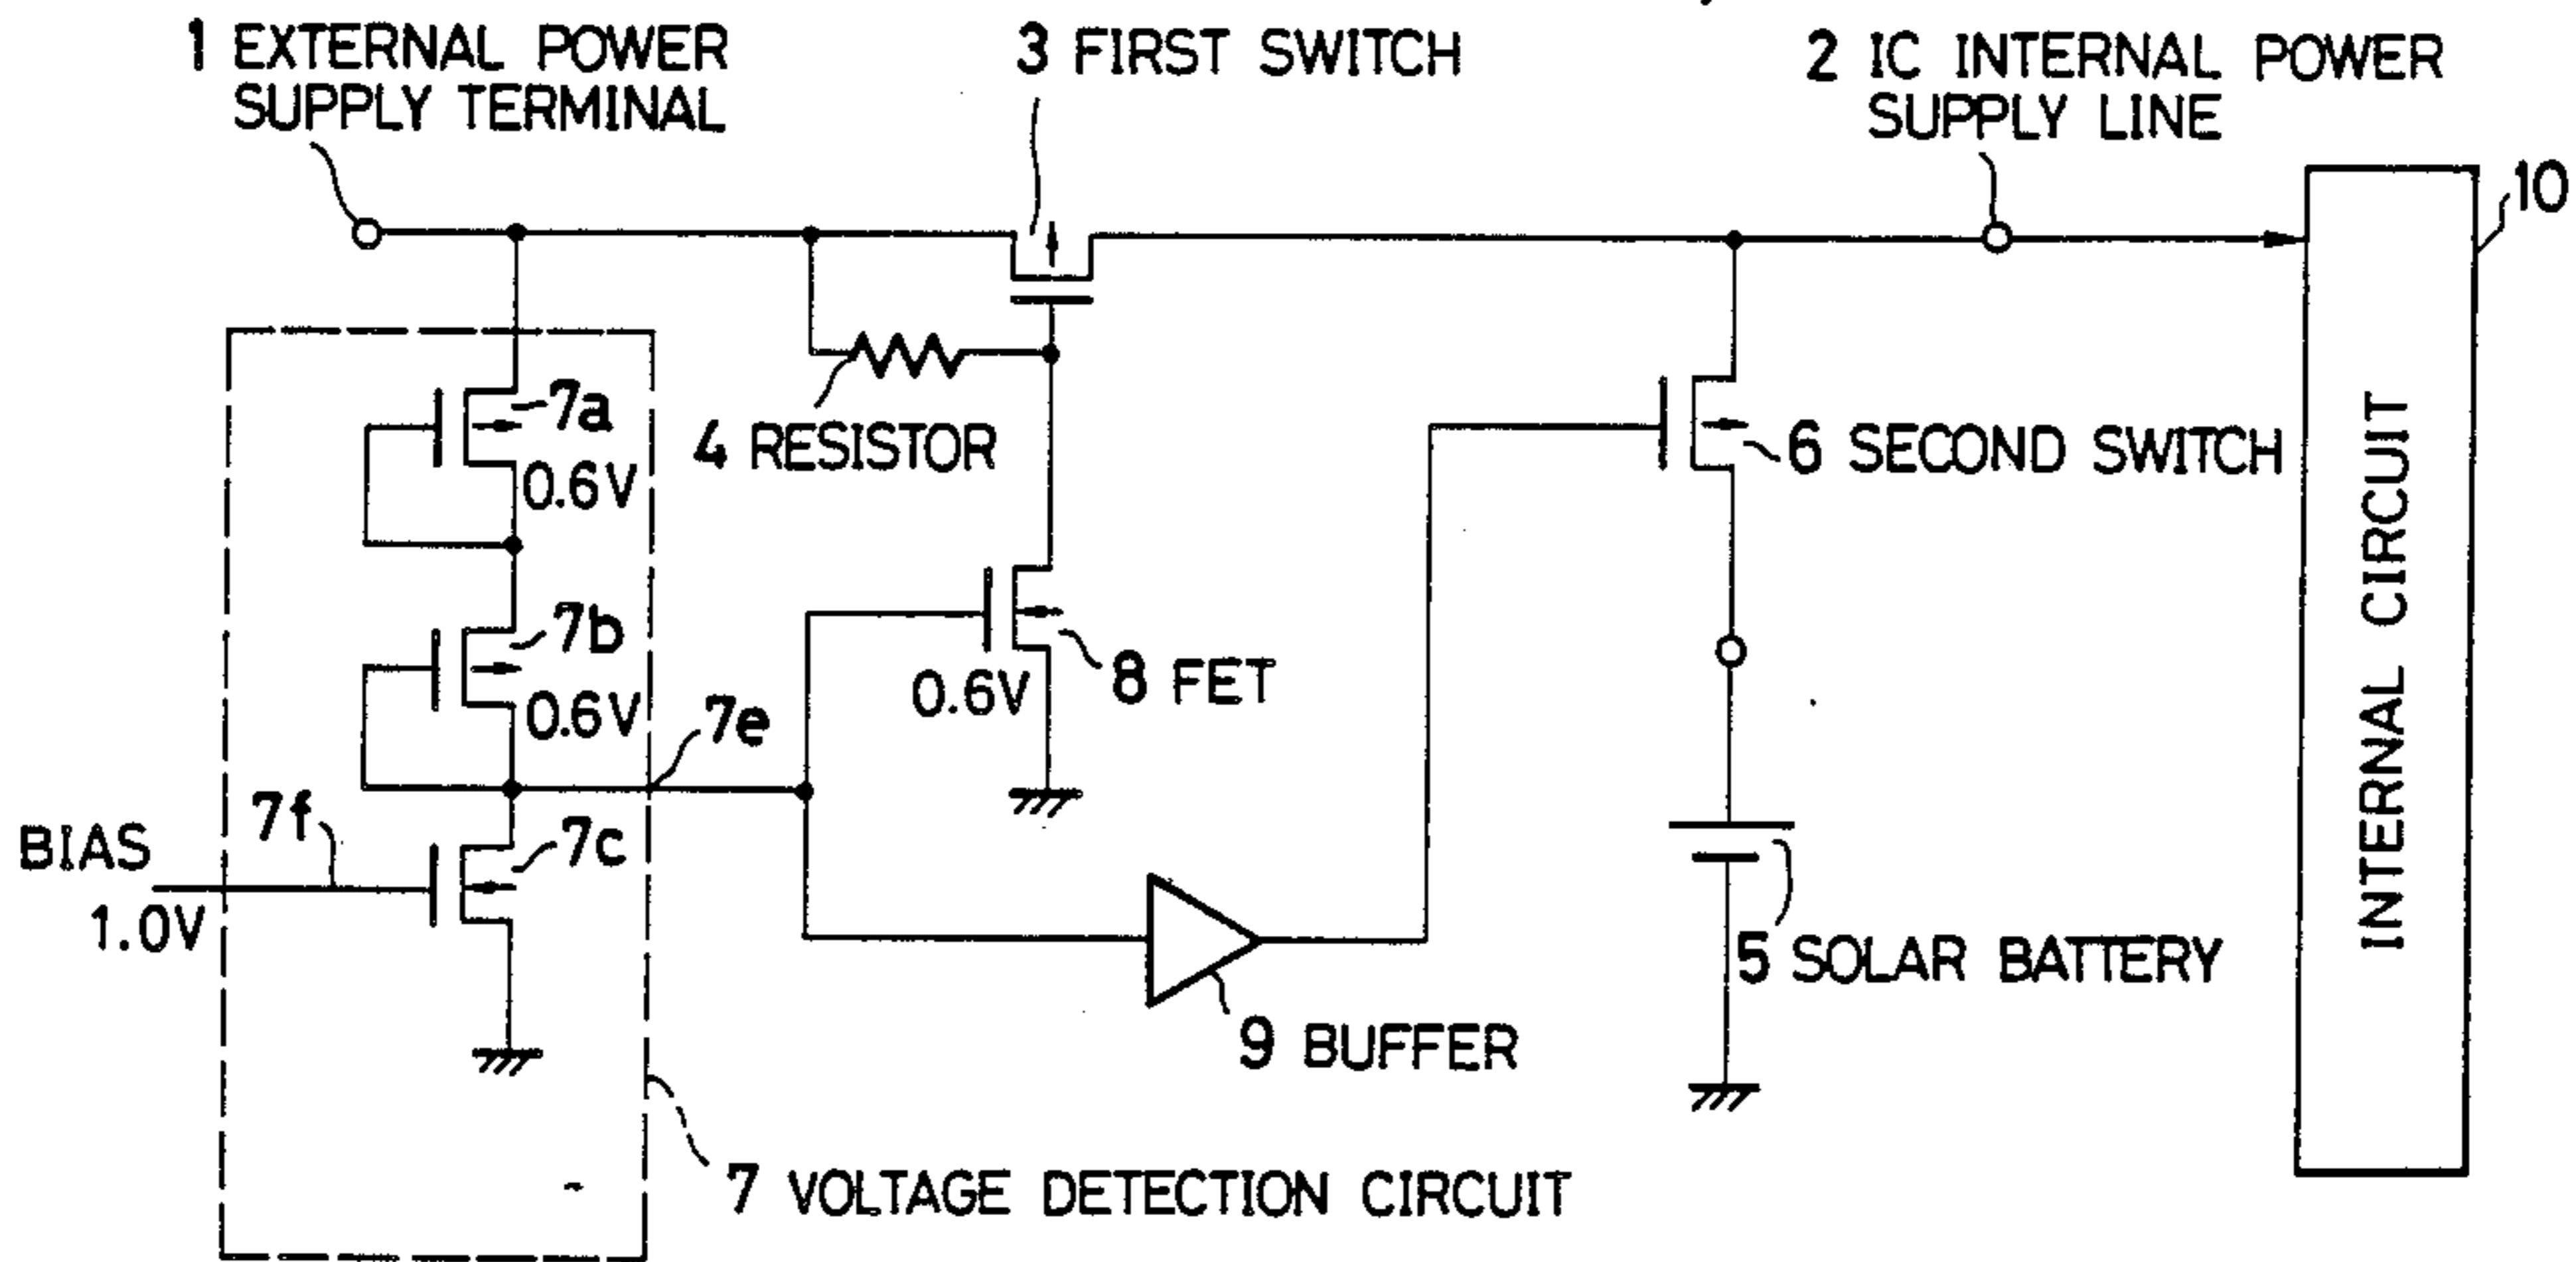 1 EXTERNAL POWER
SUPPLY TERMINAL
3 FIRST SWITCH
2 IC INTERNAL POWER
SUPPLY LINE
10
7a
0.6V
4 RESISTOR
6 SECOND SWITCH
INTERNAL CIRCUIT
7b
0.6V
8 FET
0.6V
7e
BIAS
7f
1.0V
7c
5 SOLAR BATTERY
9 BUFFER
7 VOLTAGE DETECTION CIRCUIT